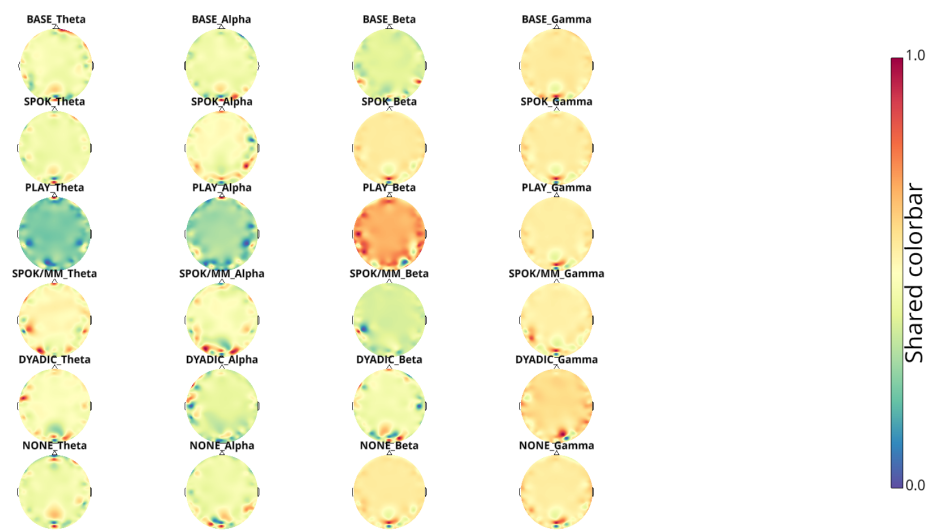 BASE_Theta BASE_Alpha BASE_Beta BASE_Gamma
1.0
SPOK_Theta SPOK_Alpha SPOK_Beta SPOK_Gamma
PLAY_Theta PLAY_Alpha PLAY_Beta PLAY_Gamma
Shared colorbar
SPOK/MM_Theta SPOK/MM_Alpha SPOK/MM_Beta SPOK/MM_Gamma
DYADIC_Theta DYADIC_Alpha DYADIC_Beta DYADIC_Gamma
NONE_Theta NONE_Alpha NONE_Beta NONE_Gamma
0.0